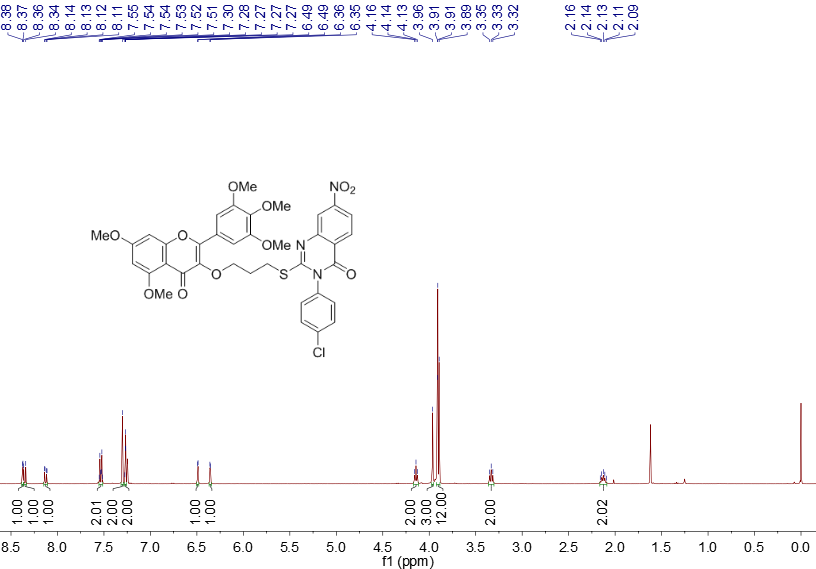 8.38 8.37 8.36 8.34 8.14 8.13 8.12 8.11 7.55 7.54 7.54 7.53 7.52 7.51 7.30 7.28 7.27 7.27 7.27 6.49 6.49 6.36 6.35 4.16 4.14 4.13 3.96 3.91 3.91 3.89 3.35 3.33 3.32 2.16 2.14 2.13 2.11 2.09
OMe NO2
OMe
MeO O OMe N
O S N O
OMe O
Cl
1.00 1.00 1.00 2.01 2.00 2.00 1.00 1.00 2.00 3.00 12.00 2.00 2.02
8.5 8.0 7.5 7.0 6.5 6.0 5.5 5.0 4.5 4.0 3.5 3.0 2.5 2.0 1.5 1.0 0.5 0.0
f1 (ppm)